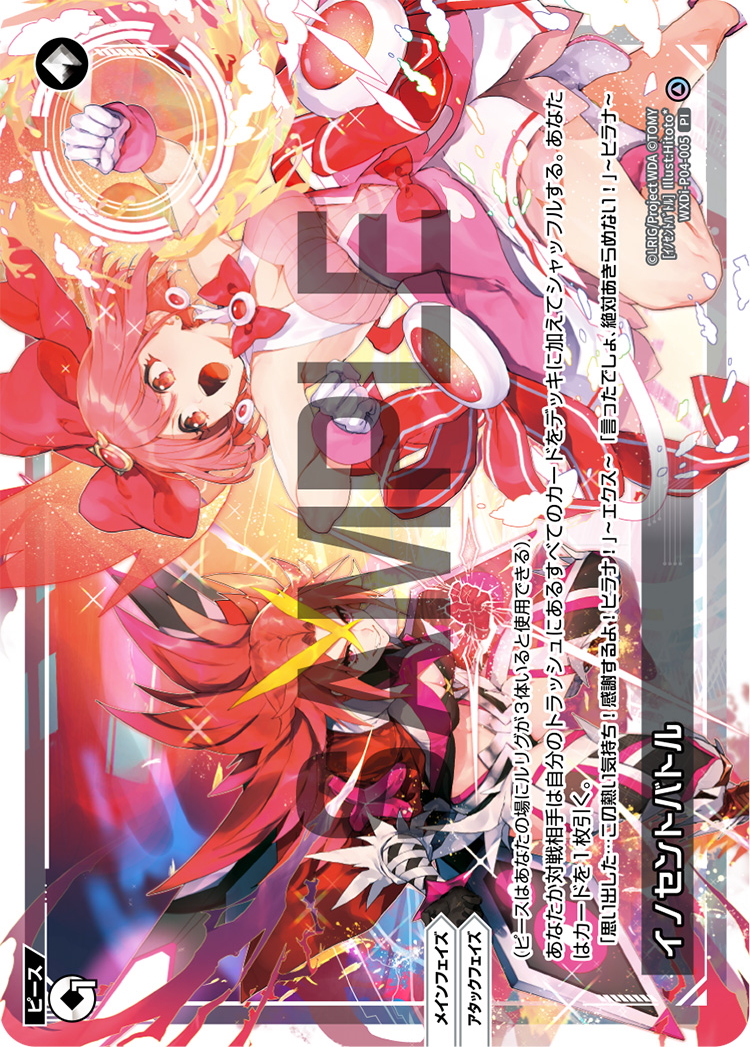 ピース
1
SAMPLE
メインフェイズ
アタックフェイズ
(ピースはあなたの場にルリグが3体いると使用できる)
あなたか対戦相手は自分のトラッシュにあるすべてのカードをデッキに加えてシャッフルする。あなた
はカードを1枚引く。
「思い出した…この熱い気持ち!感謝するよ!ヒラナ!」~エクス~ 「言ったでしょ、絶対あきらめない!」~ヒラナ~
イノセントバトル
©LRIG/Project WDA ©TOMY
[イノセントバトル] Illust:Hitoto*
WXDi-P04-005 PI